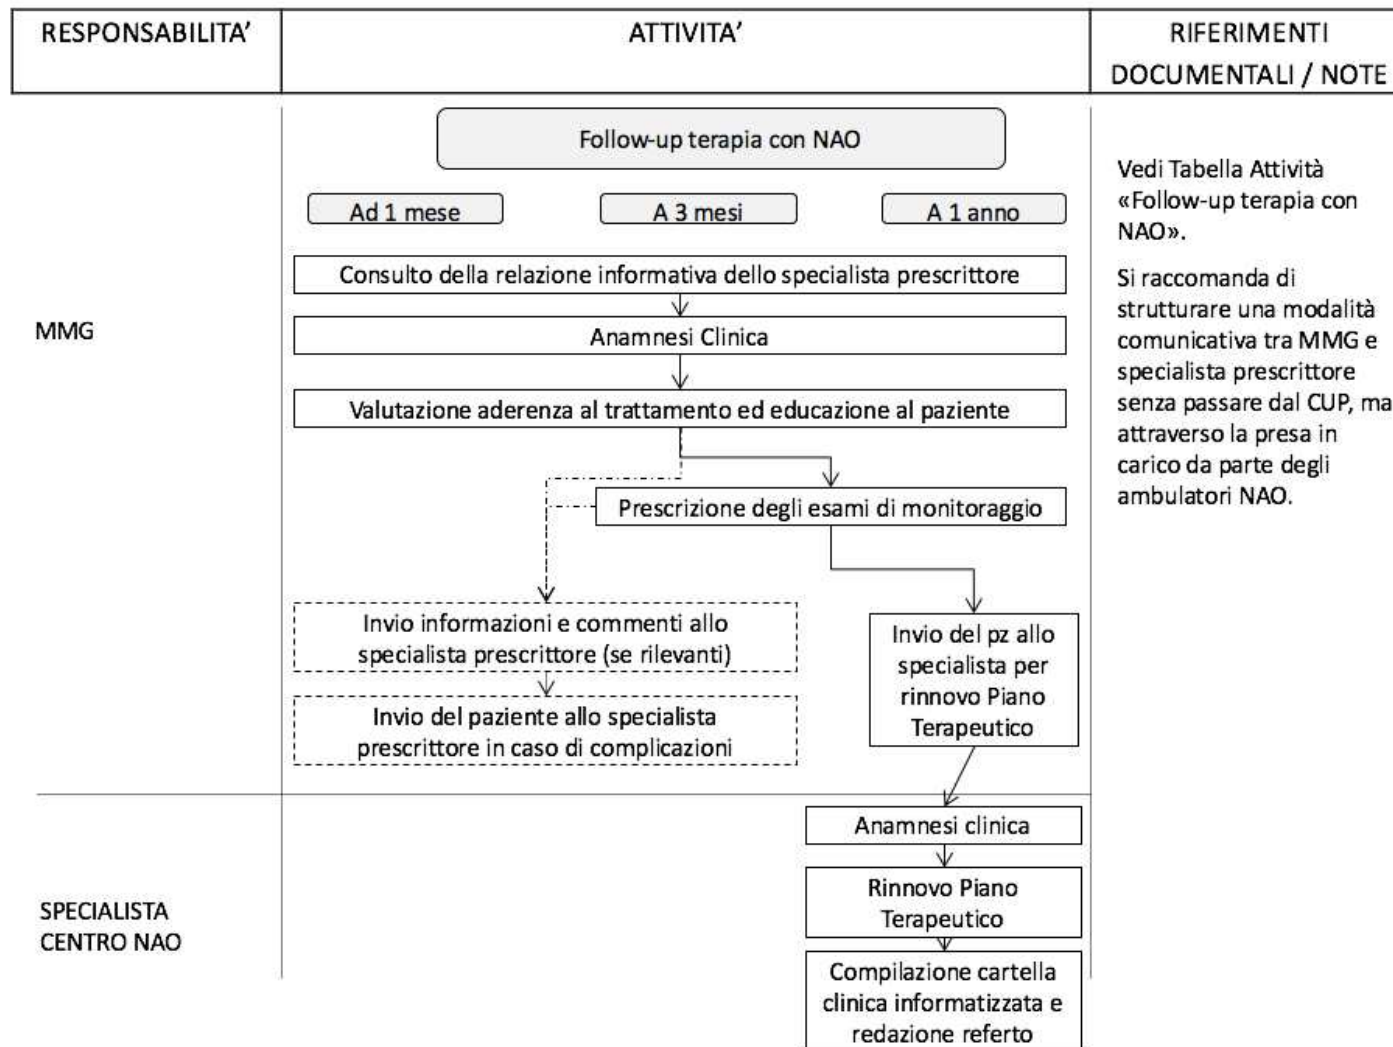 RESPONSABILITA’
ATTIVITA’
RIFERIMENTI
DOCUMENTALI / NOTE
Follow-up terapia con NAO
Ad 1 mese
A 3 mesi
A 1 anno
Consulto della relazione informativa dello specialista prescrittore
MMG
Anamnesi Clinica
Valutazione aderenza al trattamento ed educazione al paziente
Prescrizione degli esami di monitoraggio
Invio informazioni e commenti allo
specialista prescrittore (se rilevanti)
Invio del paziente allo specialista
prescrittore in caso di complicazioni
Invio del pz allo
specialista per
rinnovo Piano
Terapeutico
Vedi Tabella Attività
«Follow-up terapia con
NAO».
Si raccomanda di
strutturare una modalità
comunicativa tra MMG e
specialista prescrittore
senza passare dal CUP, ma
attraverso la presa in
carico da parte degli
ambulatori NAO.
SPECIALISTA
CENTRO NAO
Anamnesi clinica
Rinnovo Piano
Terapeutico
Compilazione cartella
clinica informatizzata e
redazione referto